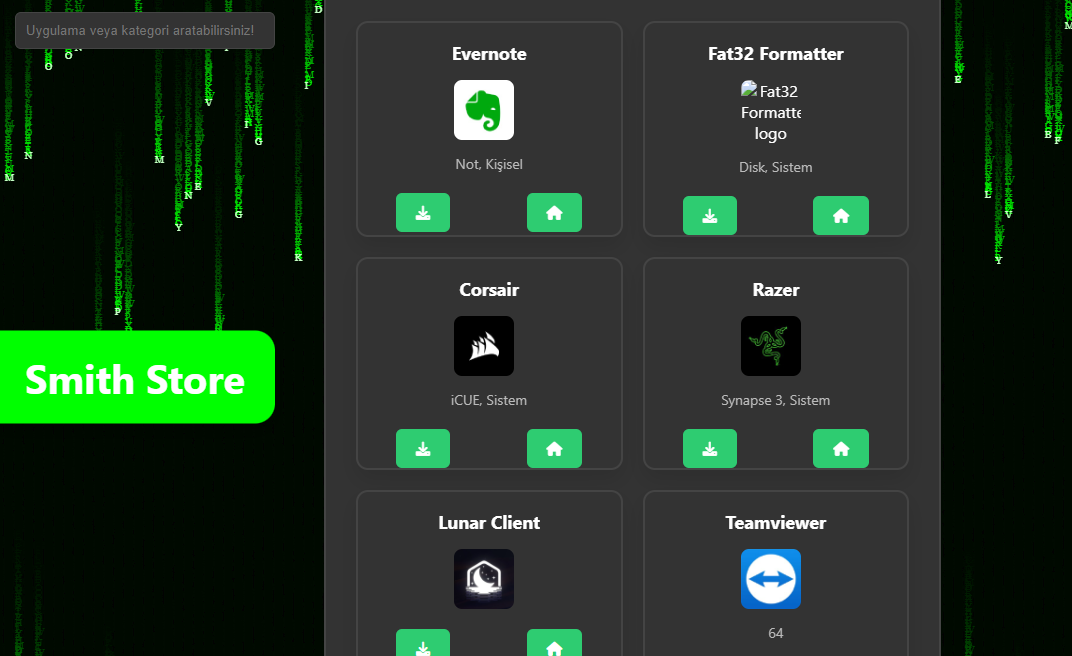 Uygulama veya kategori aratabilirsiniz!
Smith Store
Evernote
Not, Kişisel
Fat32 Formatter
Fat32
Formatte
logo
Disk, Sistem
Corsair
iCUE, Sistem
Razer
Synapse 3, Sistem
Lunar Client
Teamviewer
64